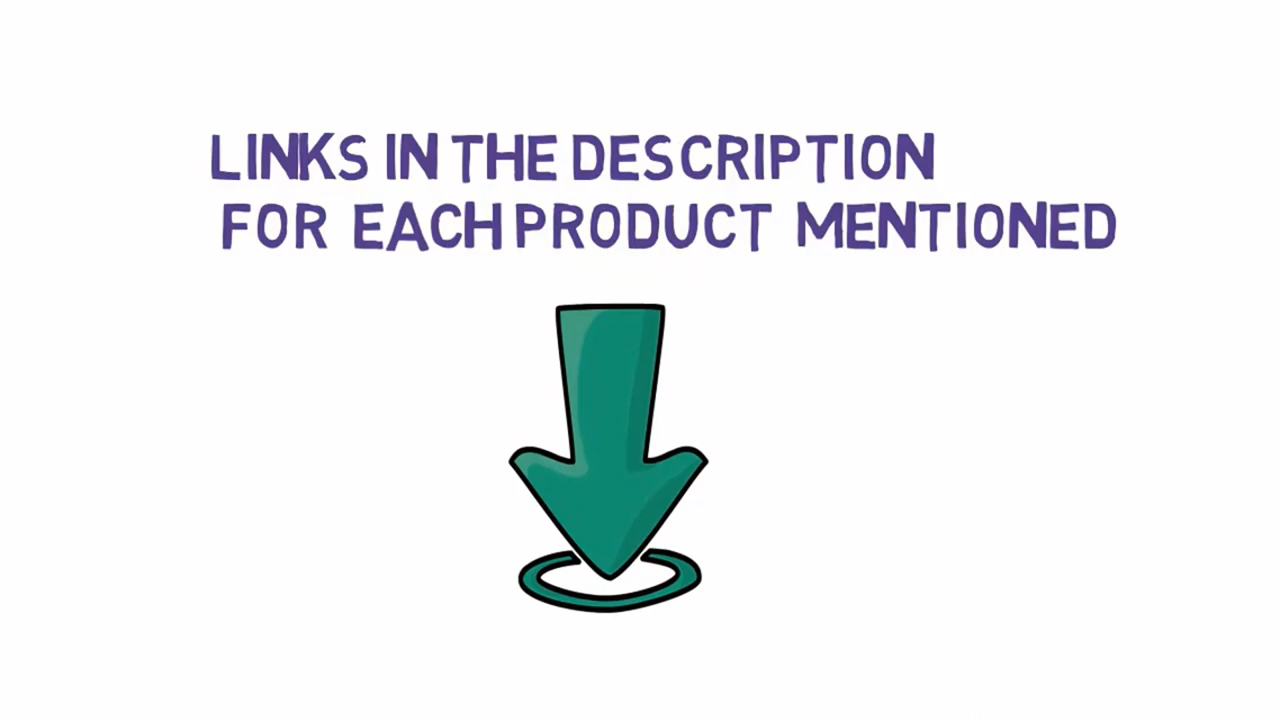 LINKS IN THE DESCRIPTION
FOR EACH PRODUCT MENTIONED